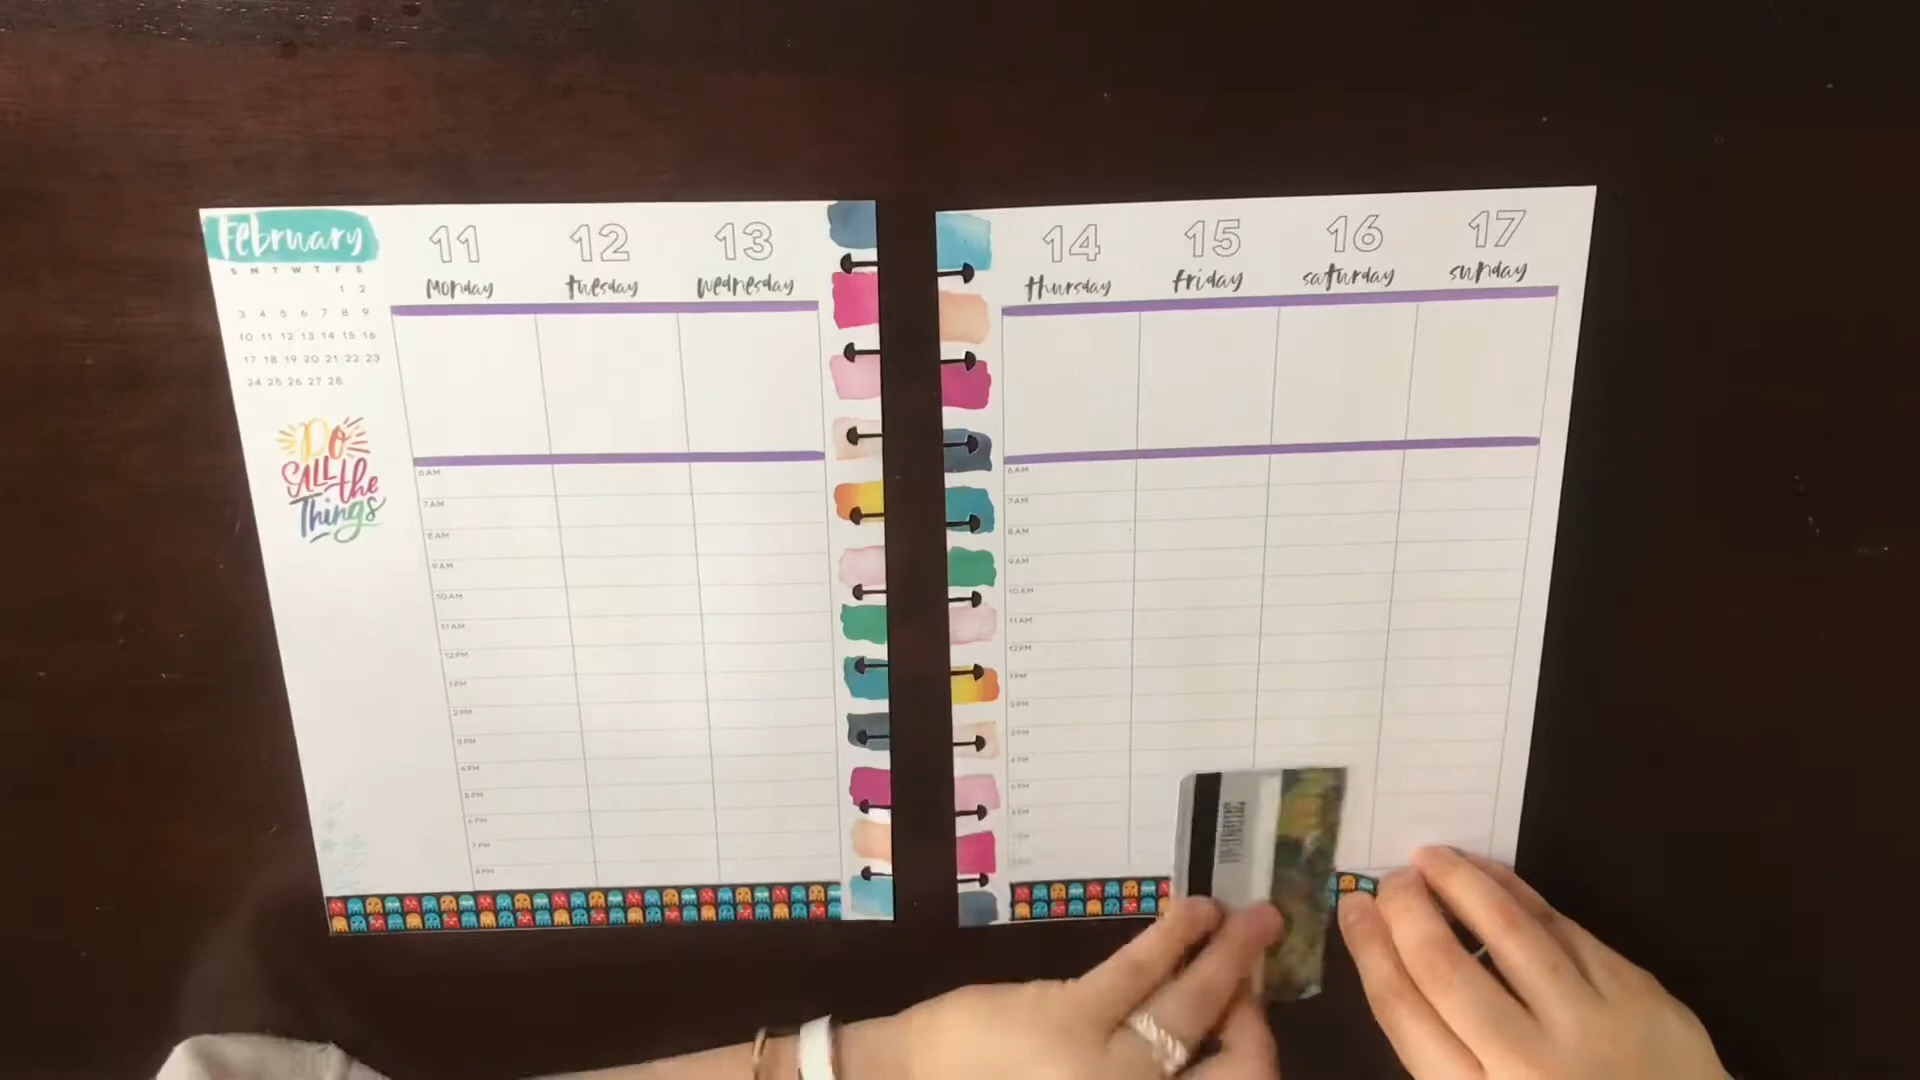 February
S M T W T F S
1 2
3 4 5 6 7 8 9
10 11 12 13 14 15 16
17 18 19 20 21 22 23
24 25 26 27 28
Do
All the
Things
11 12 13
Monday tuesday wednesday
6AM
7AM
8AM
9AM
10AM
11AM
12PM
1PM
2PM
3PM
4PM
5PM
6PM
7PM
8PM
14 15 16 17
thursday friday saturday sunday
6AM
7AM
8AM
9AM
10AM
11AM
12PM
1PM
2PM
3PM
4PM
5PM
6PM